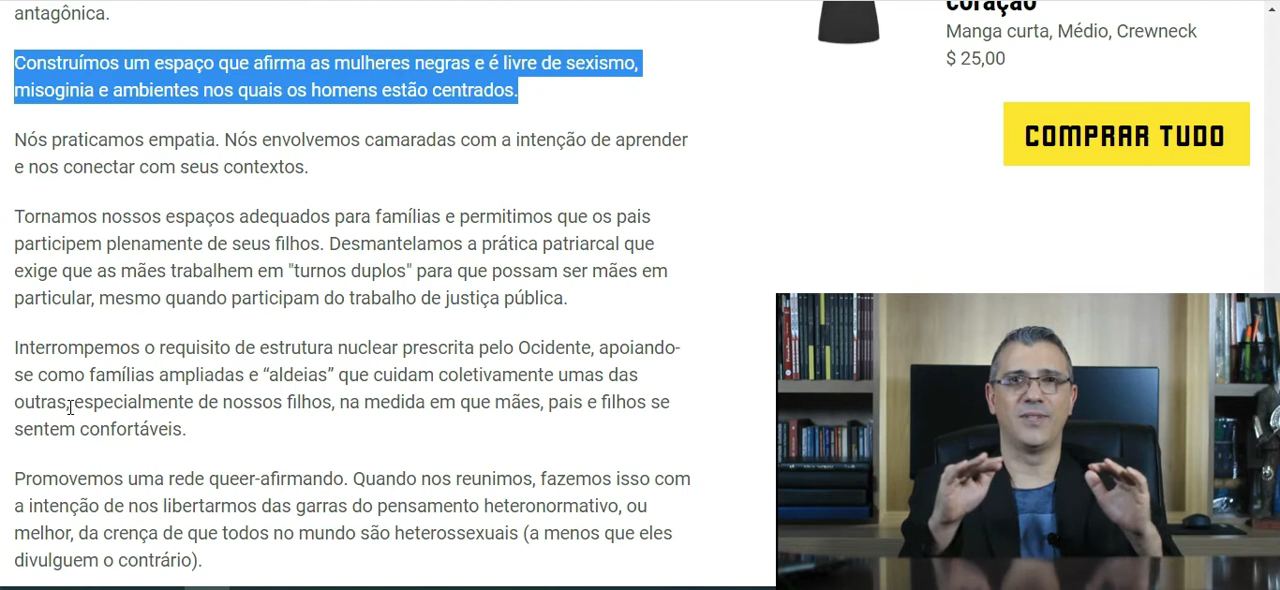 antagônica.
Construímos um espaço que afirma as mulheres negras e é livre de sexismo,
misoginia e ambientes nos quais os homens estão centrados.
Nós praticamos empatia. Nós envolvemos camaradas com a intenção de aprender
e nos conectar com seus contextos.
Tornamos nossos espaços adequados para famílias e permitimos que os pais
participem plenamente de seus filhos. Desmantelamos a prática patriarcal que
exige que as mães trabalhem em "turnos duplos" para que possam ser mães em
particular, mesmo quando participam do trabalho de justiça pública.
Interrompemos o requisito de estrutura nuclear prescrita pelo Ocidente, apoiando-
se como famílias ampliadas e “aldeias” que cuidam coletivamente umas das
outras, especialmente de nossos filhos, na medida em que mães, pais e filhos se
sentem confortáveis.
Promovemos uma rede queer-afirmando. Quando nos reunimos, fazemos isso com
a intenção de nos libertarmos das garras do pensamento heteronormativo, ou
melhor, da crença de que todos no mundo são heterossexuais (a menos que eles
divulguem o contrário).
coração
Manga curta, Médio, Crewneck
$ 25,00
COMPRAR TUDO